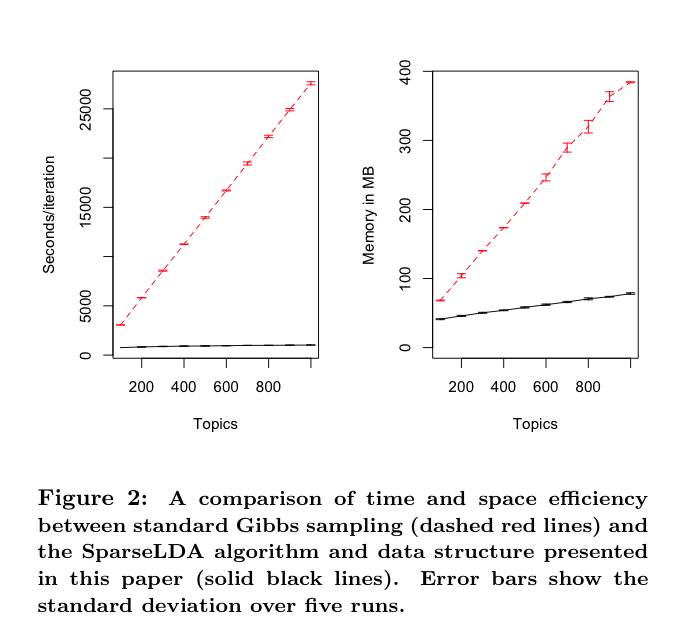 Seconds/iteration
0
5000
15000
25000
200 400 600 800
Topics
Memory in MB
0
100
200
300
400
200 400 600 800
Topics
Figure 2: A comparison of time and space efficiency
between standard Gibbs sampling (dashed red lines) and
the SparseLDA algorithm and data structure presented
in this paper (solid black lines). Error bars show the
standard deviation over five runs.